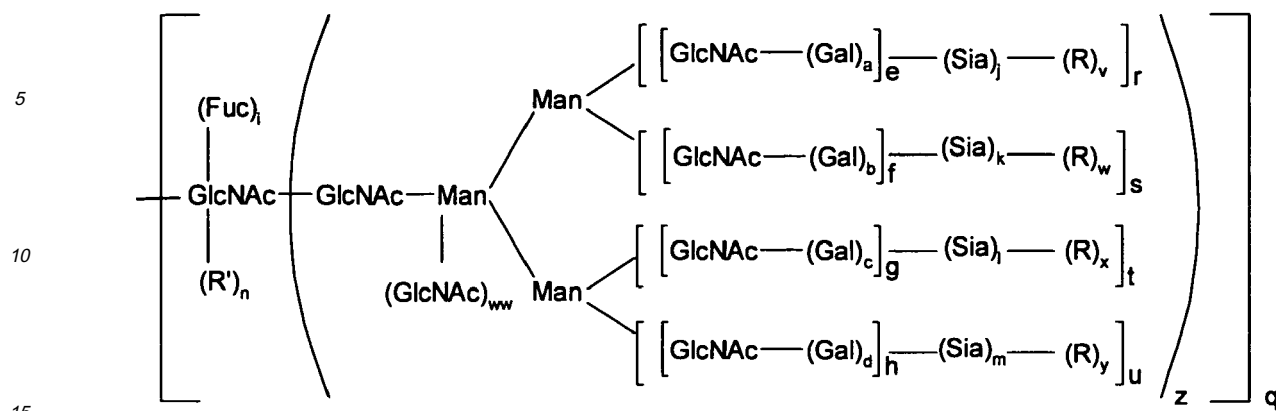 [ [GlcNAc—(Gal)a]e—(Sia)j—(R)v ]r
5
(Fuc)i
Man
[ [GlcNAc—(Gal)b]f—(Sia)k—(R)w ]s
GlcNAc—GlcNAc—Man
10
[ [GlcNAc—(Gal)c]g—(Sia)l—(R)x ]t
(R')n
(GlcNAc)ww
Man
[ [GlcNAc—(Gal)d]h—(Sia)m—(R)y ]u
z
q
15